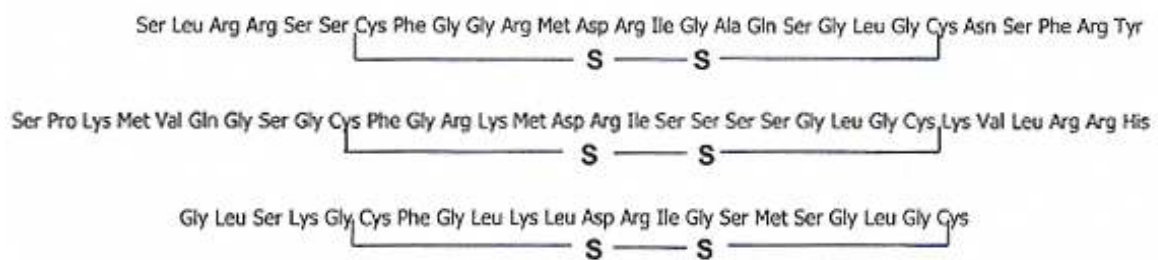 Ser Leu Arg Arg Ser Ser Cys Phe Gly Gly Arg Met Asp Arg Ile Gly Ala Gln Ser Gly Leu Gly Cys Asn Ser Phe Arg Tyr
S S
Ser Pro Lys Met Val Gln Gly Ser Gly Cys Phe Gly Arg Lys Met Asp Arg Ile Ser Ser Ser Ser Gly Leu Gly Cys Lys Val Leu Arg Arg His
S S
Gly Leu Ser Lys Gly Cys Phe Gly Leu Lys Leu Asp Arg Ile Gly Ser Met Ser Gly Leu Gly Cys
S S